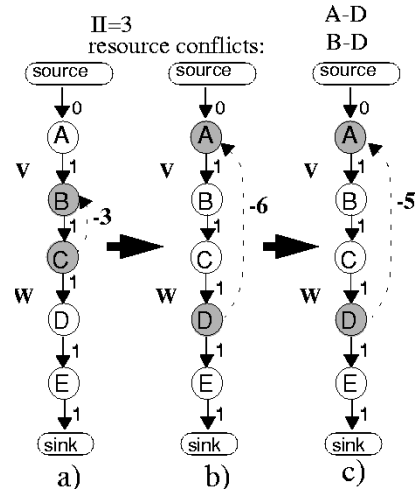 II=3
resource conflicts:
A-D
B-D
source
0
A
1
V
B
1
-3
C
W
1
D
1
E
1
sink
a)
source
0
A
1
V
B
1
-6
C
1
W
D
1
E
1
sink
b)
source
0
A
1
V
B
1
-5
C
1
W
D
1
E
1
sink
c)